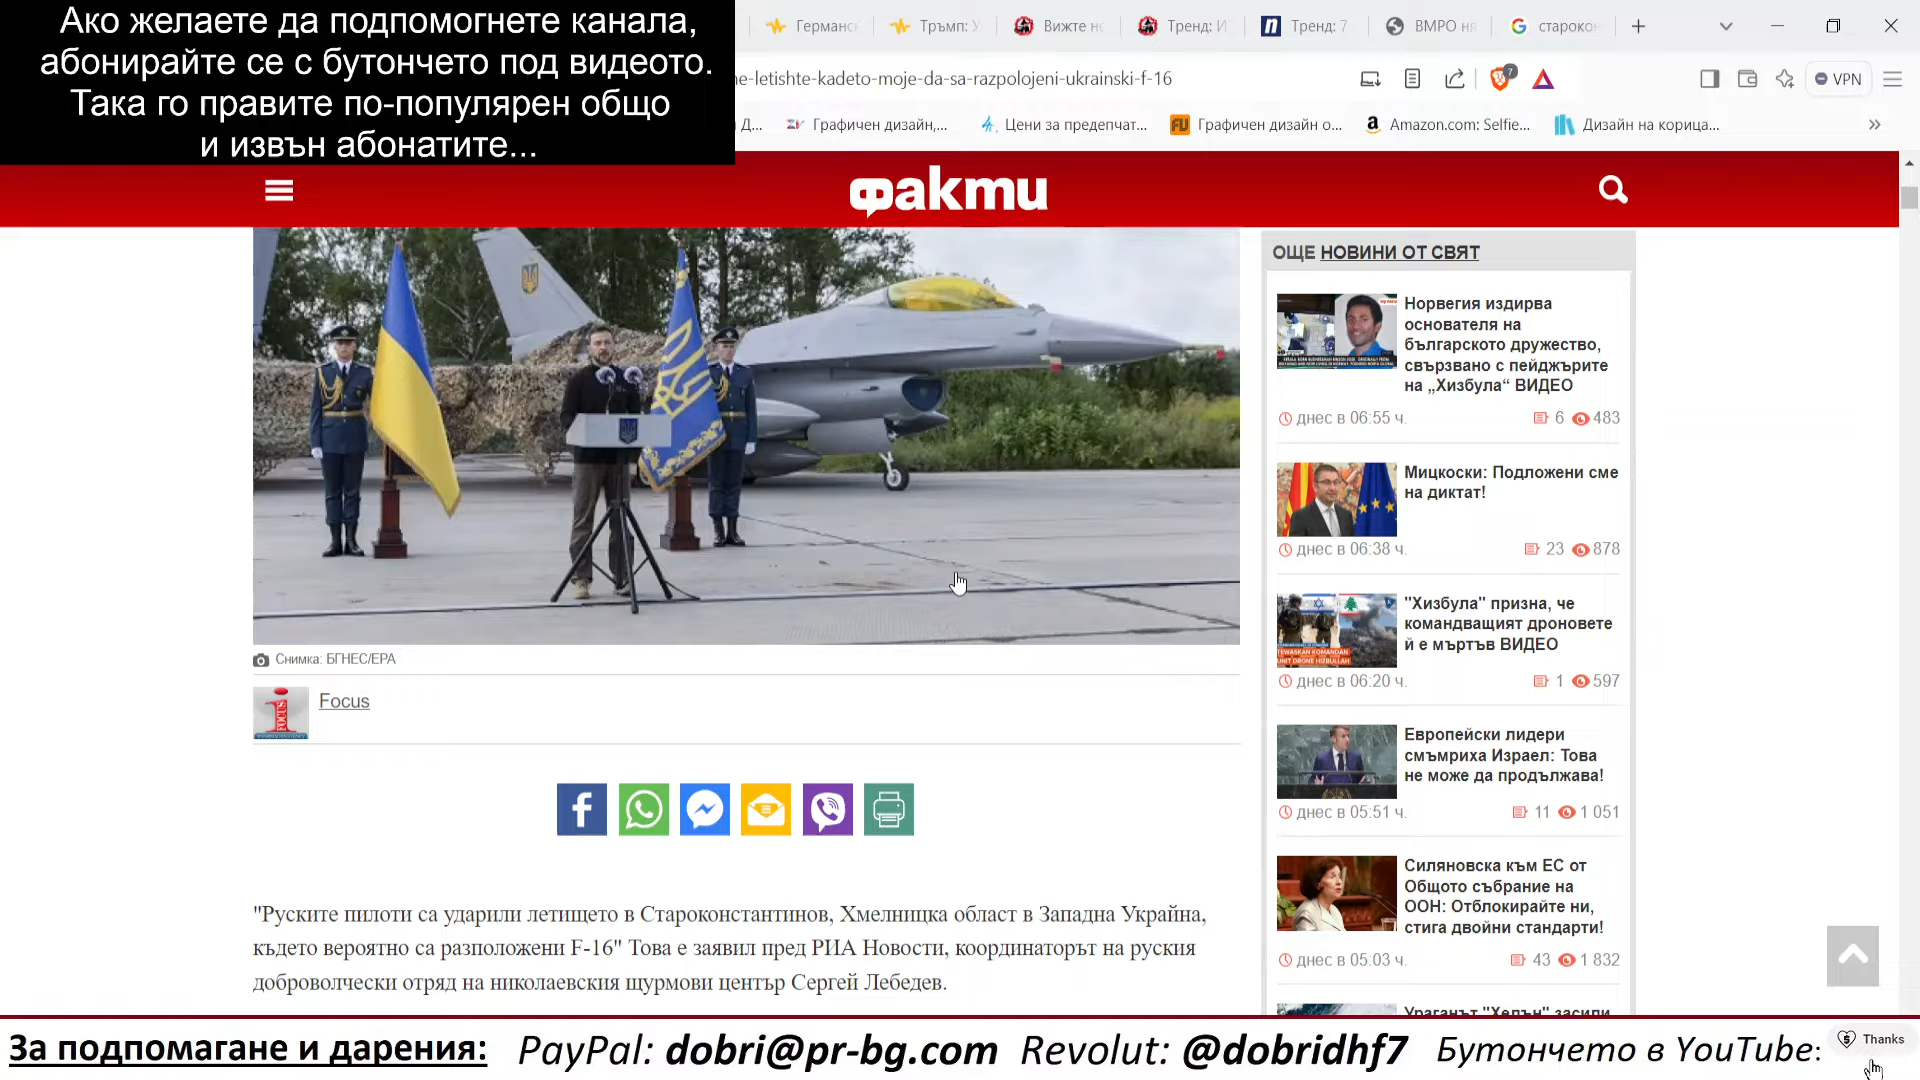 Ако желаете да подпомогнете канала,
абонирайте се с бутончето под видеото.
Така го правите по-популярен общо
и извън абонатите...
Германс
Тръмп: У
Вижте не
Тренд: И
Тренд: 7
ВМРО ня
староко
ne-letishte-kadeto-moje-da-sa-razpolojeni-ukrainski-f-16
7
VPN
Д...
Графичен дизайн,...
Цени за предепчат...
Графичен дизайн о...
Amazon.com: Selfie...
Дизайн на корица...
факти
Снимка: БГНЕС/ЕРА
Focus
"Руските пилоти са ударили летището в Староконстантинов, Хмелницка област в Западна Украйна,
където вероятно са разположени F-16" Това е заявил пред РИА Новости, координаторът на руския
доброволчески отряд на николаевския щурмови център Сергей Лебедев.
ОЩЕ НОВИНИ ОТ СВЯТ
Норвегия издирва
основателя на
българското дружество,
свързвано с пейджърите
на „Хизбула“ ВИДЕО
днес в 06:55 ч. 6 483
Мицкоски: Подложени сме
на диктат!
днес в 06:38 ч. 23 878
"Хизбула" призна, че
командващият дроновете
й е мъртъв ВИДЕО
днес в 06:20 ч. 1 597
Европейски лидери
смъмриха Израел: Това
не може да продължава!
днес в 05:51 ч. 11 1 051
Силяновска към ЕС от
Общото събрание на
ООН: Отблокирайте ни,
стига двойни стандарти!
днес в 05:03 ч. 43 1 832
Ураганът "Хелън" засили
За подпомагане и дарения: PayPal: dobri@pr-bg.com Revolut: @dobridhf7 Бутончето в YouTube: Thanks